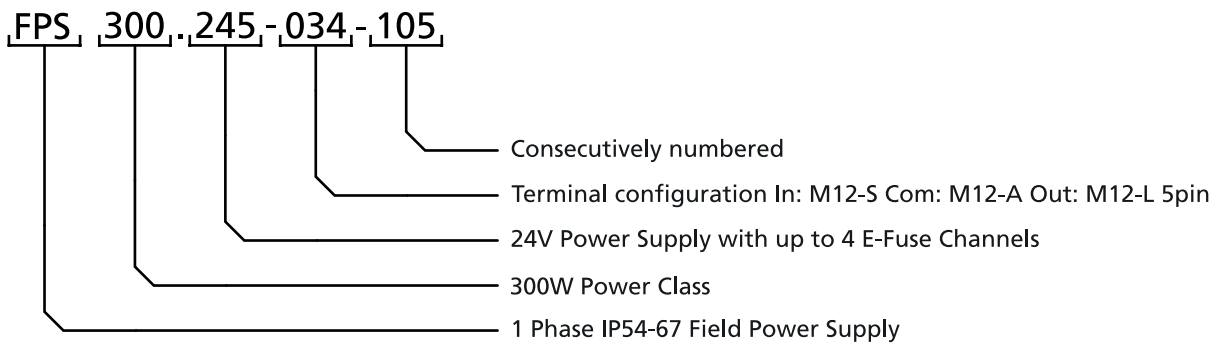 FPS 300.245-034-105
Consecutively numbered
Terminal configuration In: M12-S Com: M12-A Out: M12-L 5pin
24V Power Supply with up to 4 E-Fuse Channels
300W Power Class
1 Phase IP54-67 Field Power Supply